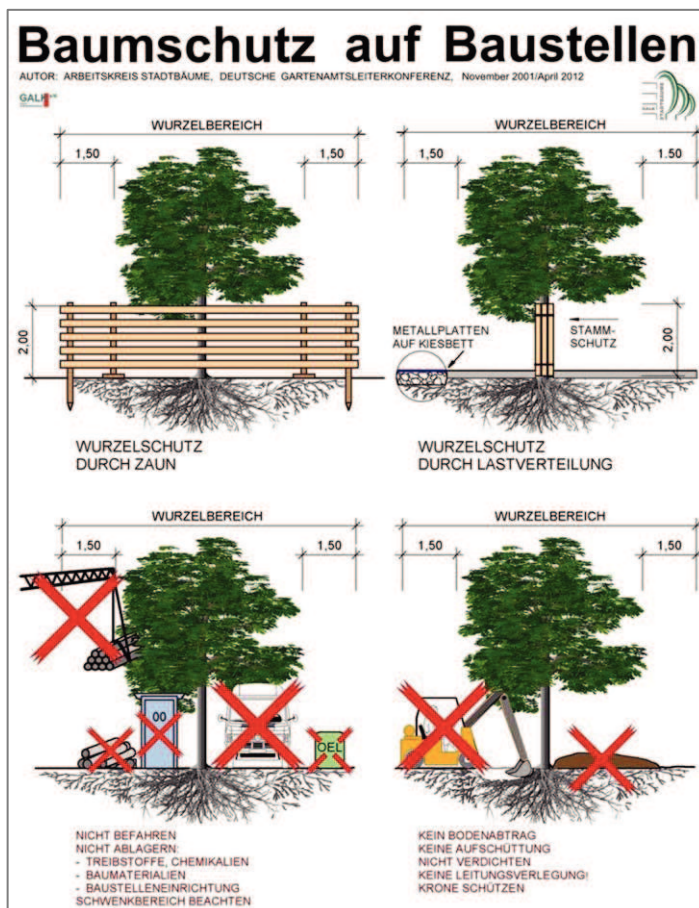 Baumschutz auf Baustellen
AUTOR: ARBEITSKREIS STADTBÄUME, DEUTSCHE GARTENAMTSLEITERKONFERENZ, November 2001/April 2012
GALK
WURZELBEREICH
1,50
1,50
2,00
WURZELSCHUTZ
DURCH ZAUN
WURZELBEREICH
1,50
1.50
METALLPLATTEN
AUF KIESBETT
STAMM-
SCHUTZ
2,00
WURZELSCHUTZ
DURCH LASTVERTEILUNG
WURZELBEREICH
1,50
1,50
00
OEL
NICHT BEFAHREN
NICHT ABLAGERN:
- TREIBSTOFFE, CHEMIKALIEN
- BAUMATERIALIEN
- BAUSTELLENEINRICHTUNG
SCHWENKBEREICH BEACHTEN
WURZELBEREICH
1,50
1,50
KEIN BODENABTRAG
KEINE AUFSCHÜTTUNG
NICHT VERDICHTEN
KEINE LEITUNGSVERLEGUNG!
KRONE SCHÜTZEN